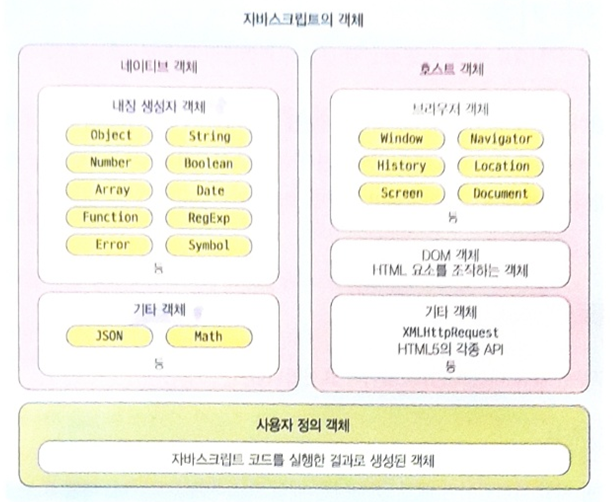 자바스크립트의 객체
네이티브 객체
내장 생성자 객체
Object String
Number Boolean
Array Date
Function RegExp
Error Symbol
등
기타 객체
JSON Math
등
호스트 객체
브라우저 객체
Window Navigator
History Location
Screen Document
등
DOM 객체
HTML 요소를 조작하는 객체
기타 객체
XMLHttpRequest
HTML5의 각종 API
등
사용자 정의 객체
자바스크립트 코드를 실행한 결과로 생성된 객체